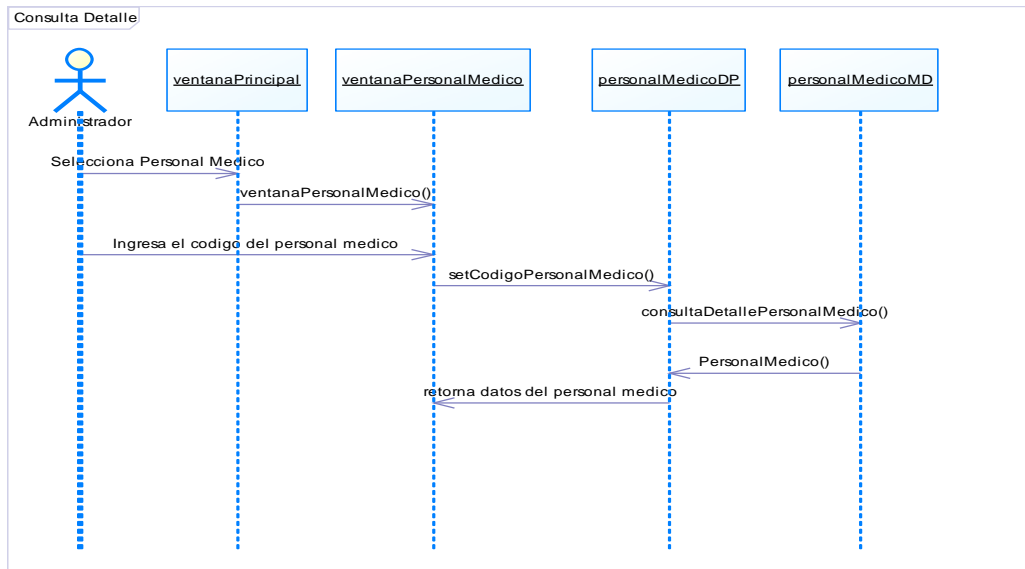 Consulta Detalle
ventanaPrincipal
ventanaPersonalMedico
personalMedicoDP
personalMedicoMD
Administrador
Selecciona Personal Medico
ventanaPersonalMedico()
Ingresa el codigo del personal medico
setCodigoPersonalMedico()
consultaDetallePersonalMedico()
PersonalMedico()
retorna datos del personal medico